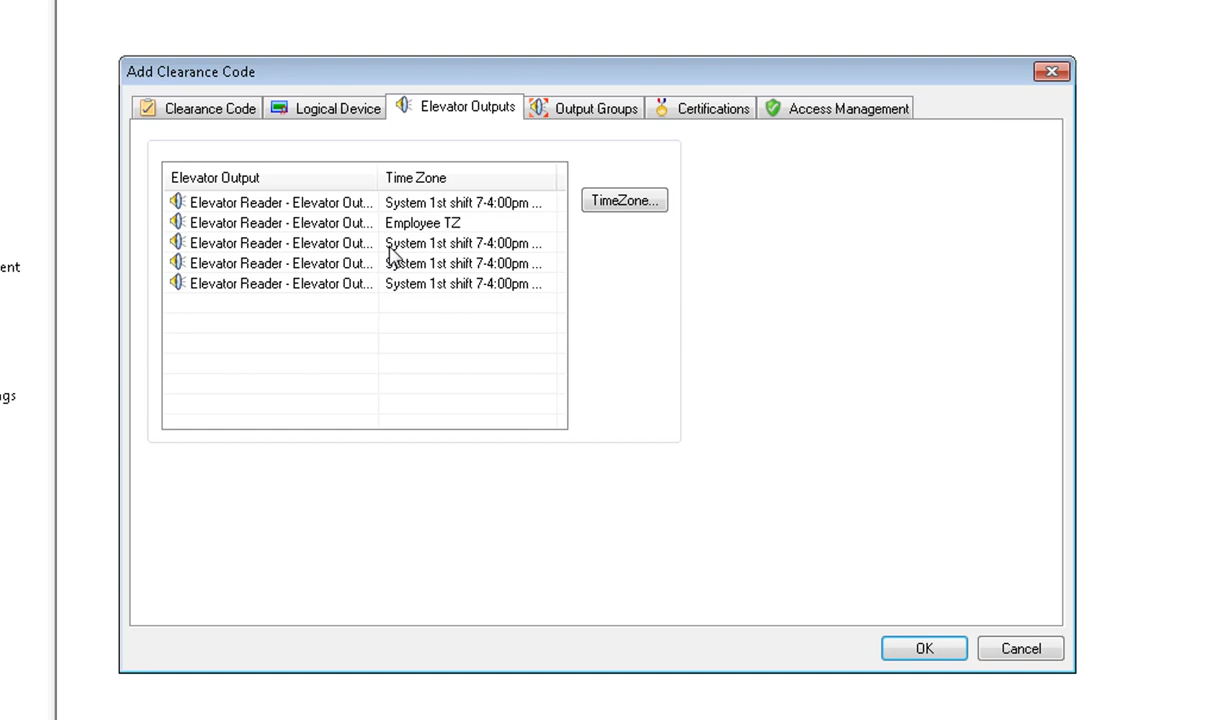 Add Clearance Code
Clearance Code Logical Device Elevator Outputs Output Groups Certifications Access Management
Elevator Output Time Zone
Elevator Reader - Elevator Out... System 1st shift 7-4:00pm ... TimeZone...
Elevator Reader - Elevator Out... Employee TZ
Elevator Reader - Elevator Out... System 1st shift 7-4:00pm ...
Elevator Reader - Elevator Out... System 1st shift 7-4:00pm ...
ent
Elevator Reader - Elevator Out... System 1st shift 7-4:00pm ...
ngs
OK Cancel